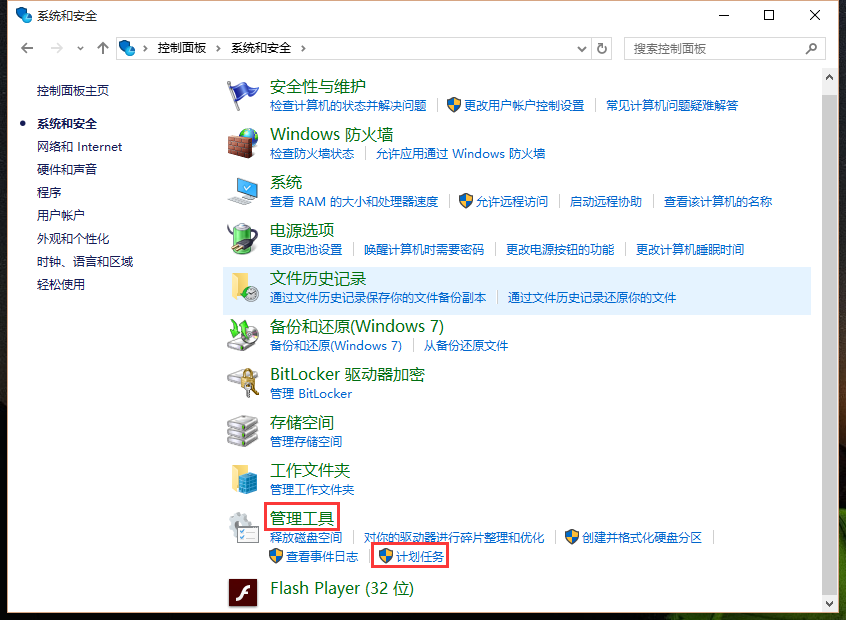 系统和安全
控制面板 系统和安全
搜索控制面板
控制面板主页
系统和安全
网络和 Internet
硬件和声音
程序
用户帐户
外观和个性化
时钟、语言和区域
轻松使用
安全性与维护
检查计算机的状态并解决问题 更改用户帐户控制设置 常见计算机问题疑难解答
Windows 防火墙
检查防火墙状态 允许应用通过 Windows 防火墙
系统
查看 RAM 的大小和处理器速度 允许远程访问 启动远程协助 查看该计算机的名称
电源选项
更改电池设置 唤醒计算机时需要密码 更改电源按钮的功能 更改计算机睡眠时间
文件历史记录
通过文件历史记录保存你的文件备份副本 通过文件历史记录还原你的文件
备份和还原(Windows 7)
备份和还原(Windows 7) 从备份还原文件
BitLocker 驱动器加密
管理 BitLocker
存储空间
管理存储空间
工作文件夹
管理工作文件夹
管理工具
释放磁盘空间 对你的驱动器进行碎片整理和优化 创建并格式化硬盘分区
查看事件日志 计划任务
Flash Player (32 位)